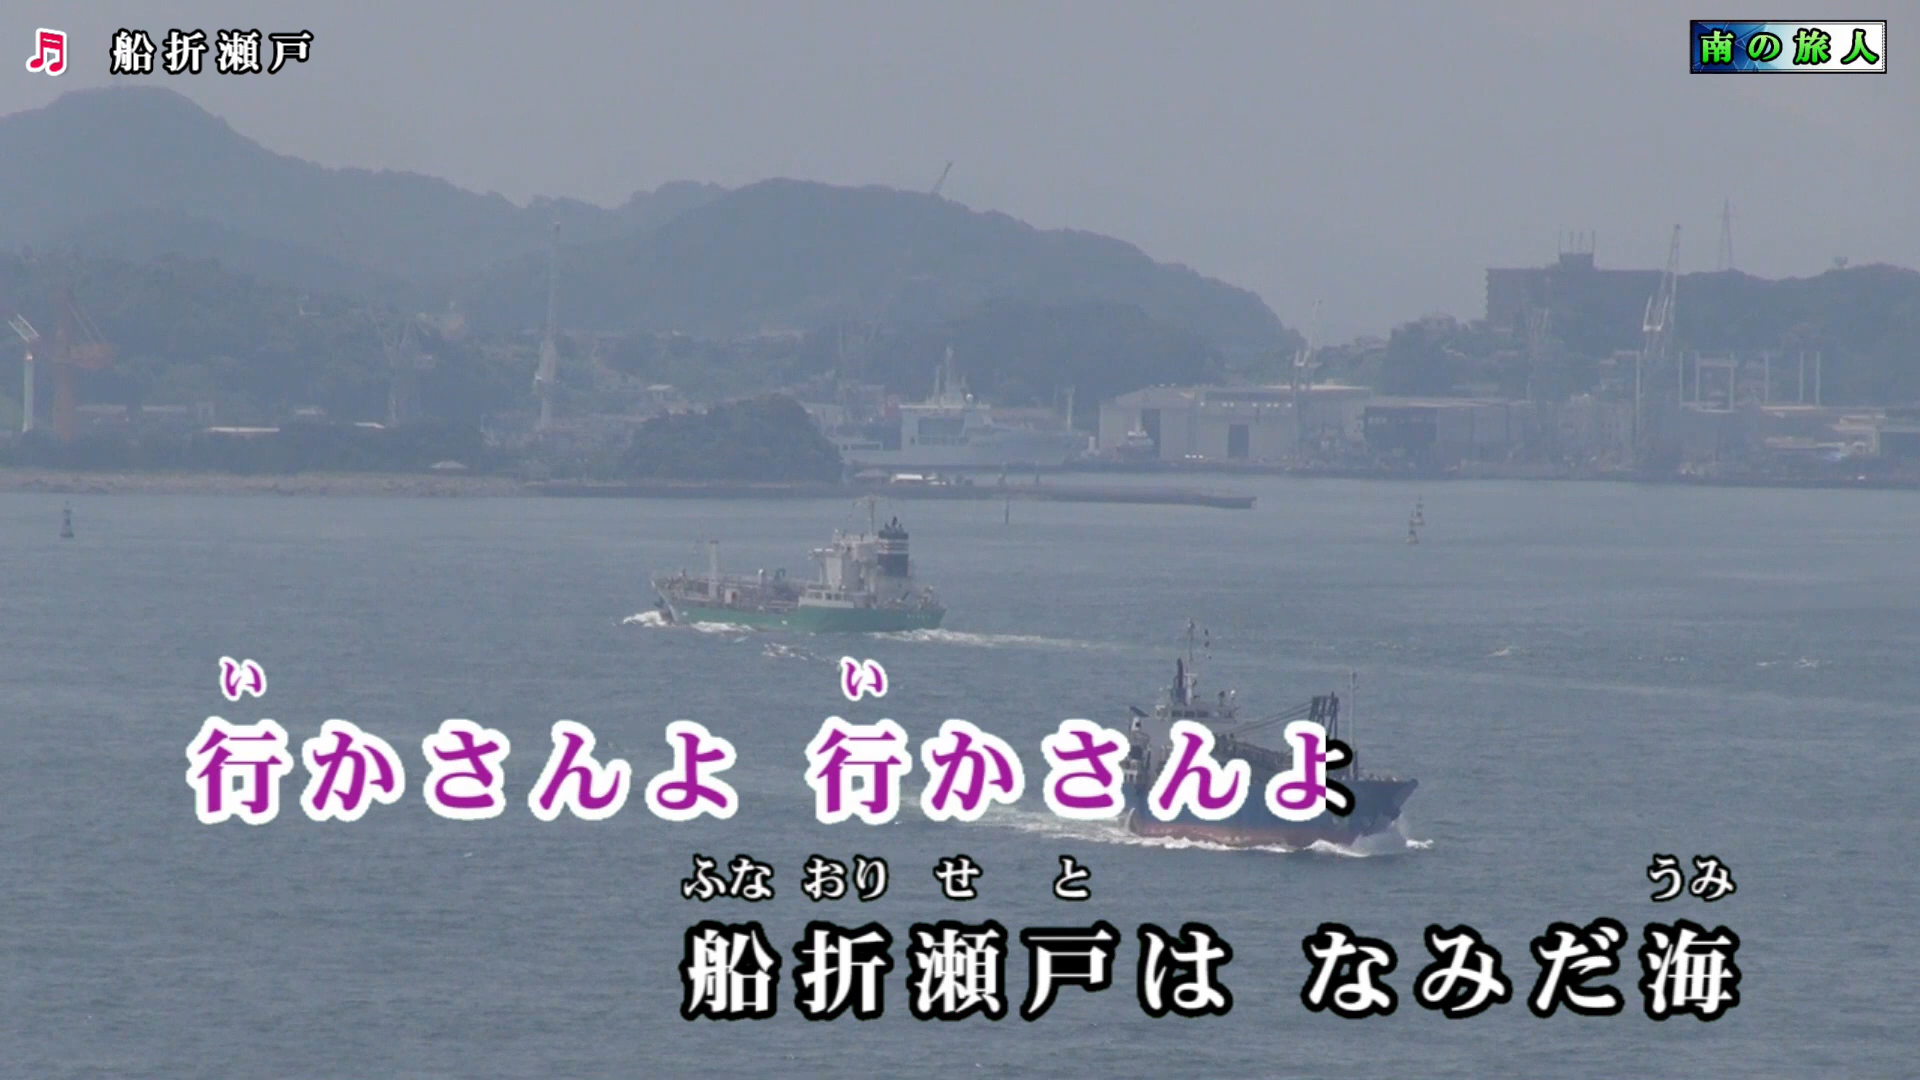 船折瀬戸
南の旅人
い い
行かさんよ 行かさんよ
ふな おり せ と うみ
船折瀬戸は なみだ海